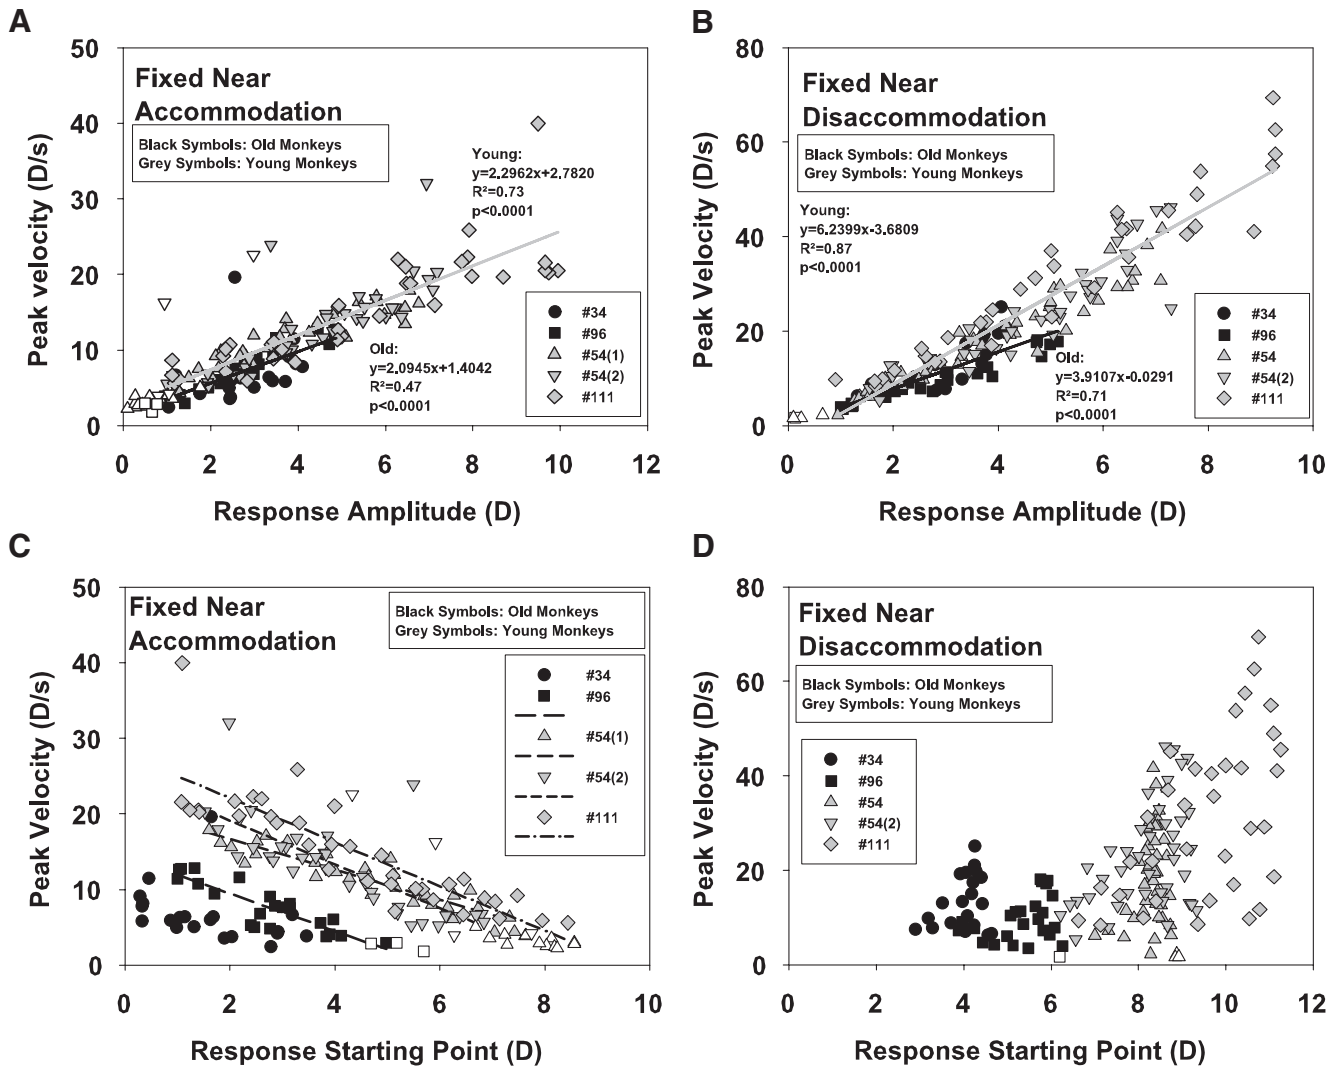 A
Fixed Near
Accommodation
Black Symbols: Old Monkeys
Grey Symbols: Young Monkeys
Young:
y=2.2962x+2.7820
R²=0.73
p<0.0001
Old:
y=2.0945x+1.4042
R²=0.47
p<0.0001
#34
#96
#54(1)
#54(2)
#111
50
40
30
20
10
0
Peak velocity (D/s)
0 2 4 6 8 10 12
Response Amplitude (D)
B
Fixed Near
Disaccommodation
Black Symbols: Old Monkeys
Grey Symbols: Young Monkeys
Young:
y=6.2399x-3.6809
R²=0.87
p<0.0001
Old:
y=3.9107x-0.0291
R²=0.71
p<0.0001
#34
#96
#54
#54(2)
#111
80
60
40
20
0
Peak Velocity (D/s)
0 2 4 6 8 10
Response Amplitude (D)
C
Fixed Near
Accommodation
Black Symbols: Old Monkeys
Grey Symbols: Young Monkeys
#34
#96
#54(1)
#54(2)
#111
50
40
30
20
10
0
Peak Velocity (D/s)
0 2 4 6 8 10
Response Starting Point (D)
D
Fixed Near
Disaccommodation
Black Symbols: Old Monkeys
Grey Symbols: Young Monkeys
#34
#96
#54
#54(2)
#111
80
60
40
20
0
Peak Velocity (D/s)
0 2 4 6 8 10 12
Response Starting Point (D)